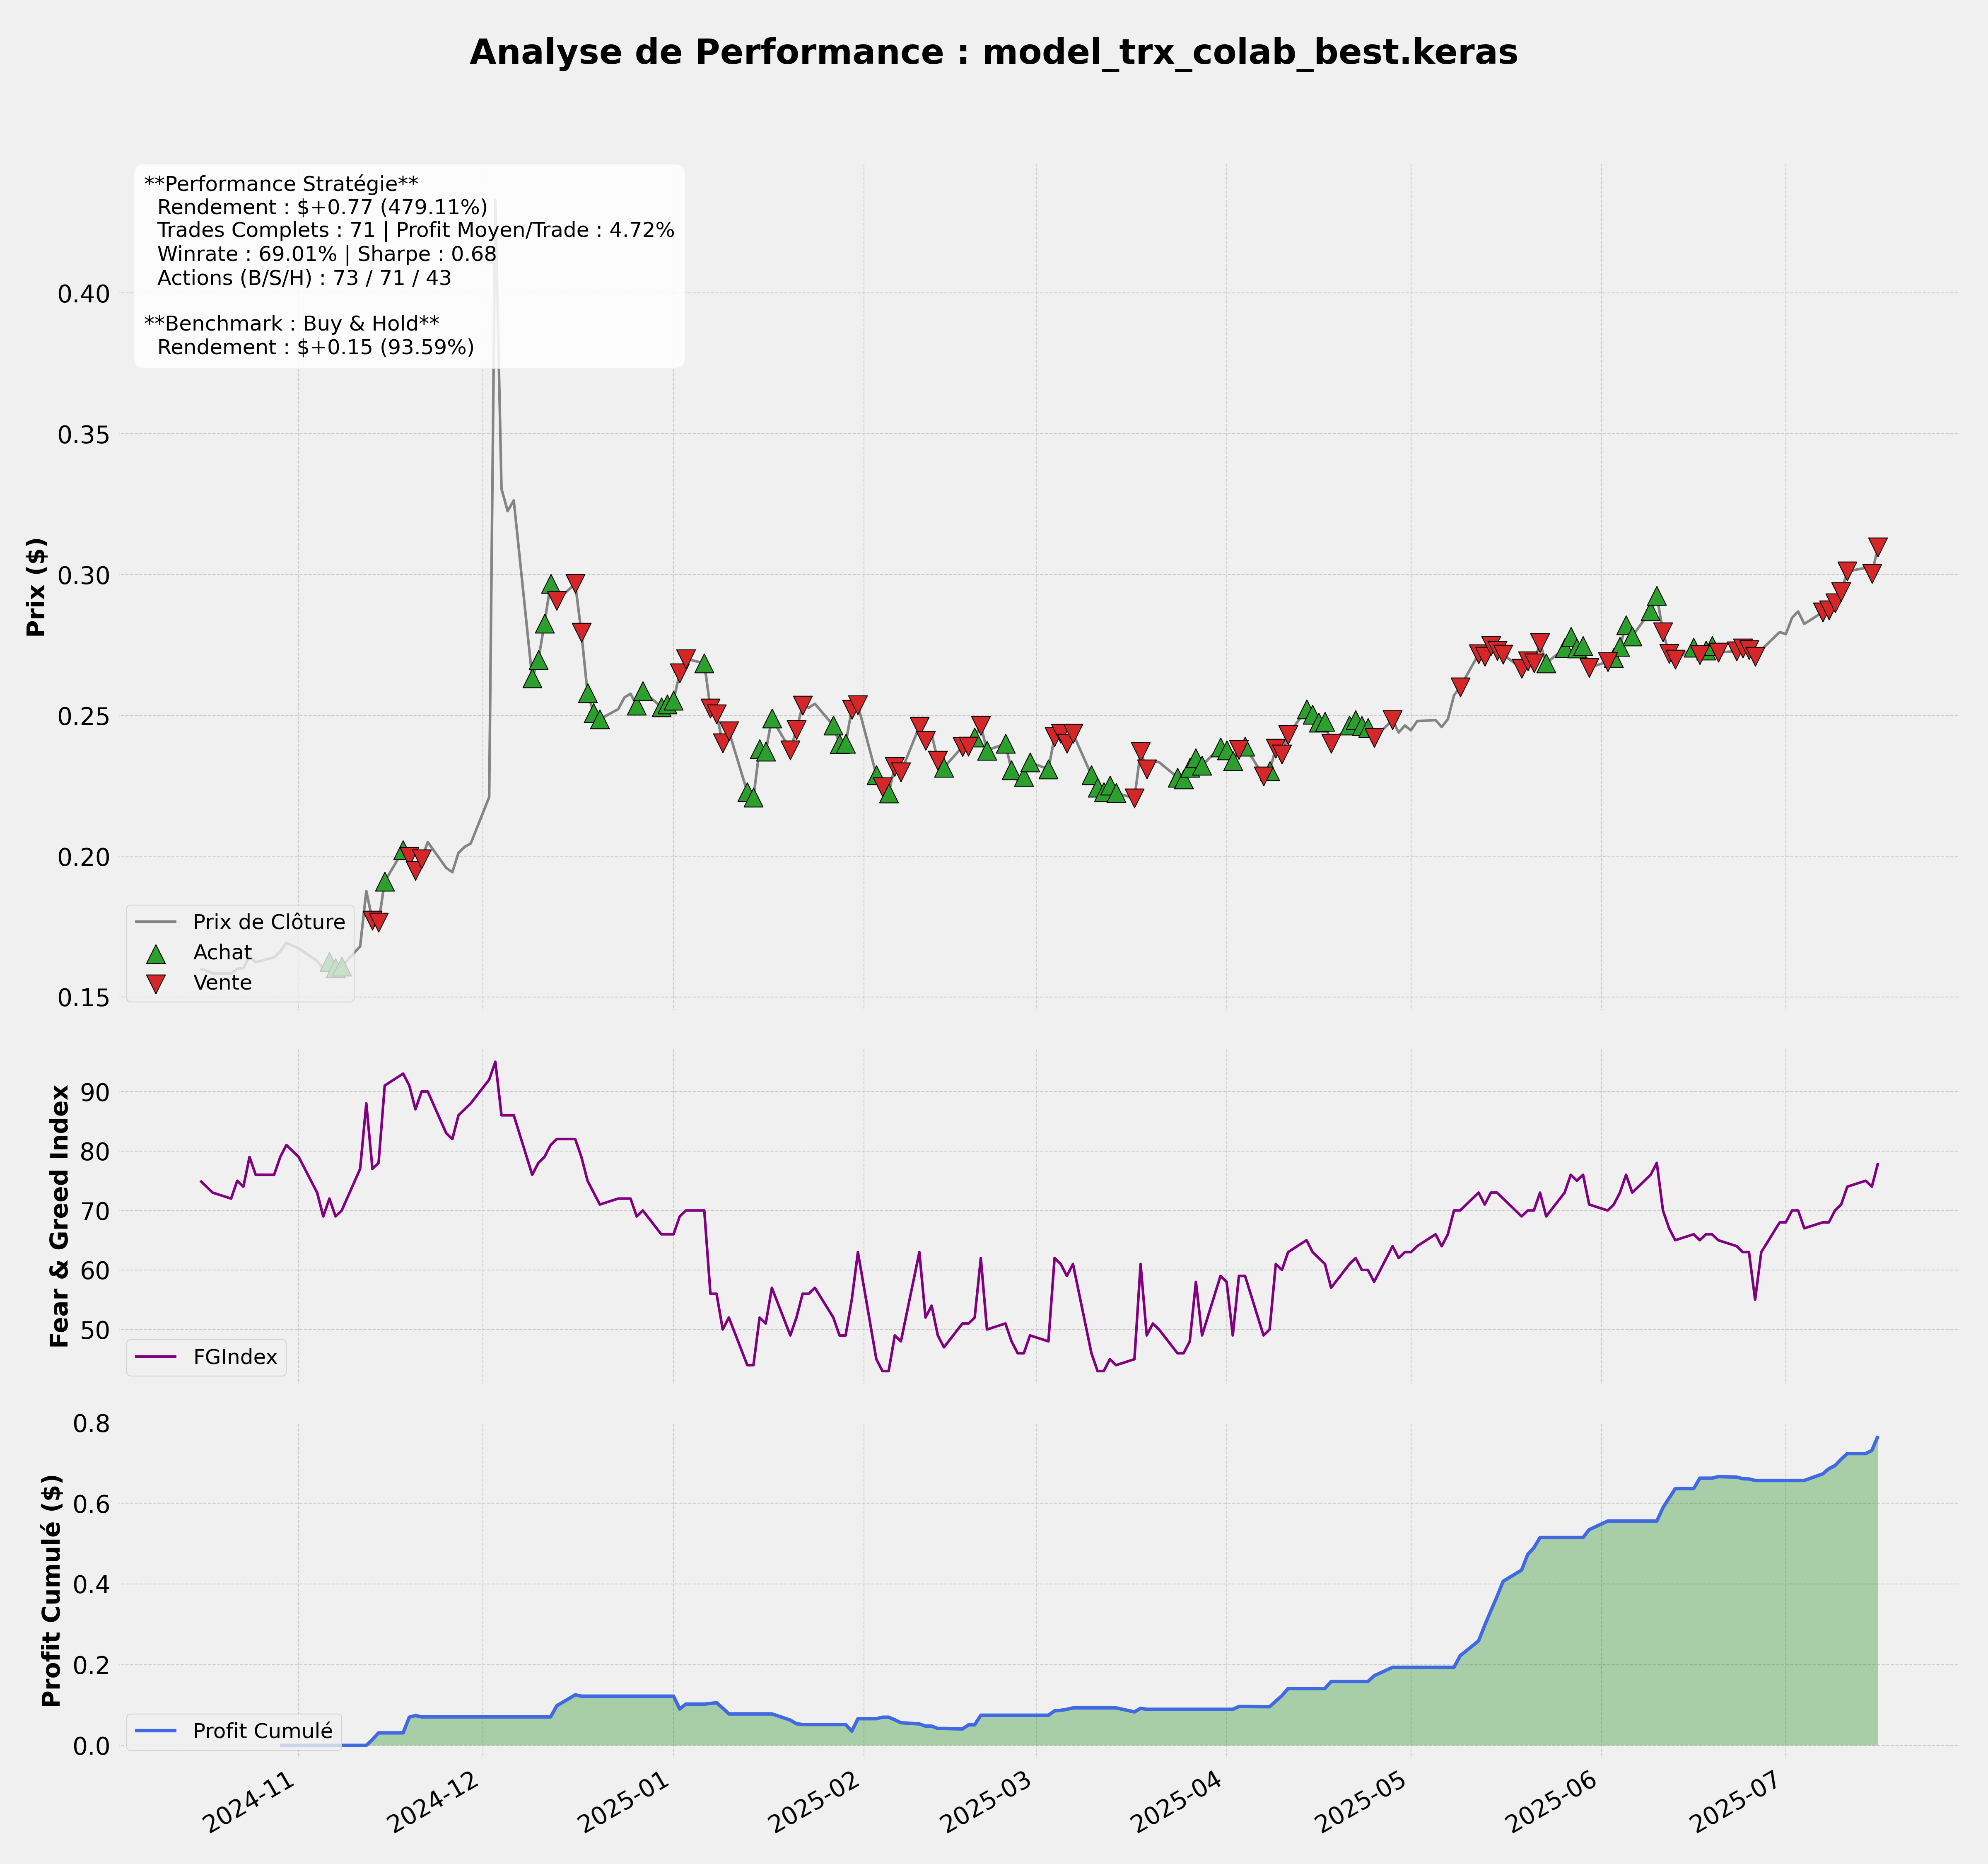 Analyse de Performance : model_trx_colab_best.keras
**Performance Stratégie**
Rendement : $+0.77 (479.11%)
Trades Complets : 71 | Profit Moyen/Trade : 4.72%
Winrate : 69.01% | Sharpe : 0.68
Actions (B/S/H) : 73 / 71 / 43
**Benchmark : Buy & Hold**
Rendement : $+0.15 (93.59%)
Prix ($)
0.40
0.35
0.30
0.25
0.20
0.15
Prix de Clôture
Achat
Vente
Fear & Greed Index
90
80
70
60
50
FGIndex
Profit Cumulé ($)
0.8
0.6
0.4
0.2
0.0
Profit Cumulé
2024-11
2024-12
2025-01
2025-02
2025-03
2025-04
2025-05
2025-06
2025-07